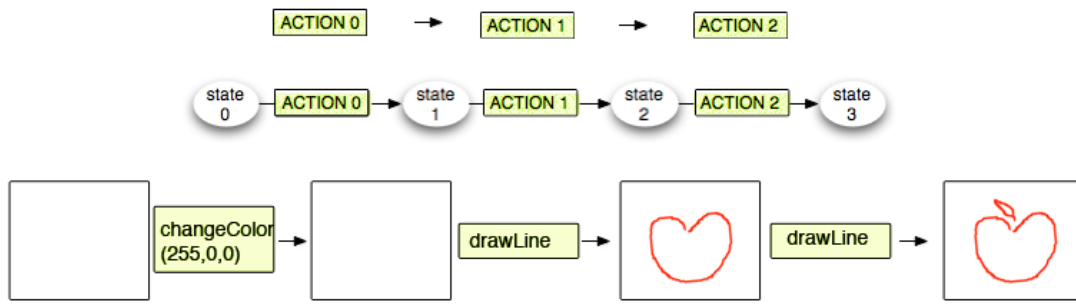 ACTION 0
ACTION 1
ACTION 2
state
0
ACTION 0
state
1
ACTION 1
state
2
ACTION 2
state
3
changeColor
(255,0,0)
drawLine
drawLine